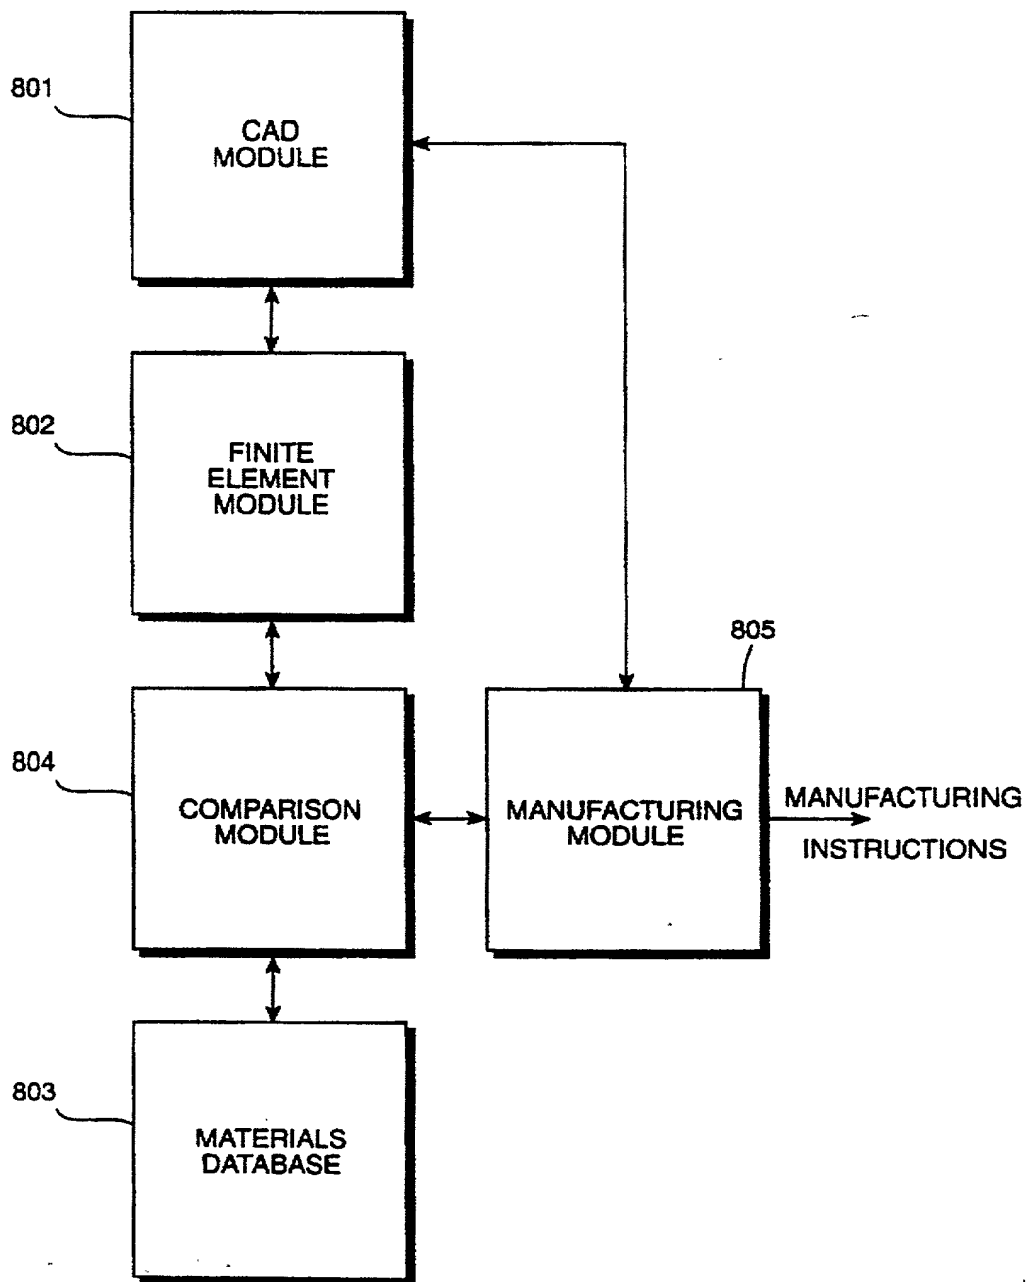 801
CAD
MODULE
802
FINITE
ELEMENT
MODULE
805
804
COMPARISON
MODULE
MANUFACTURING
MODULE
MANUFACTURING
INSTRUCTIONS
803
MATERIALS
DATABASE